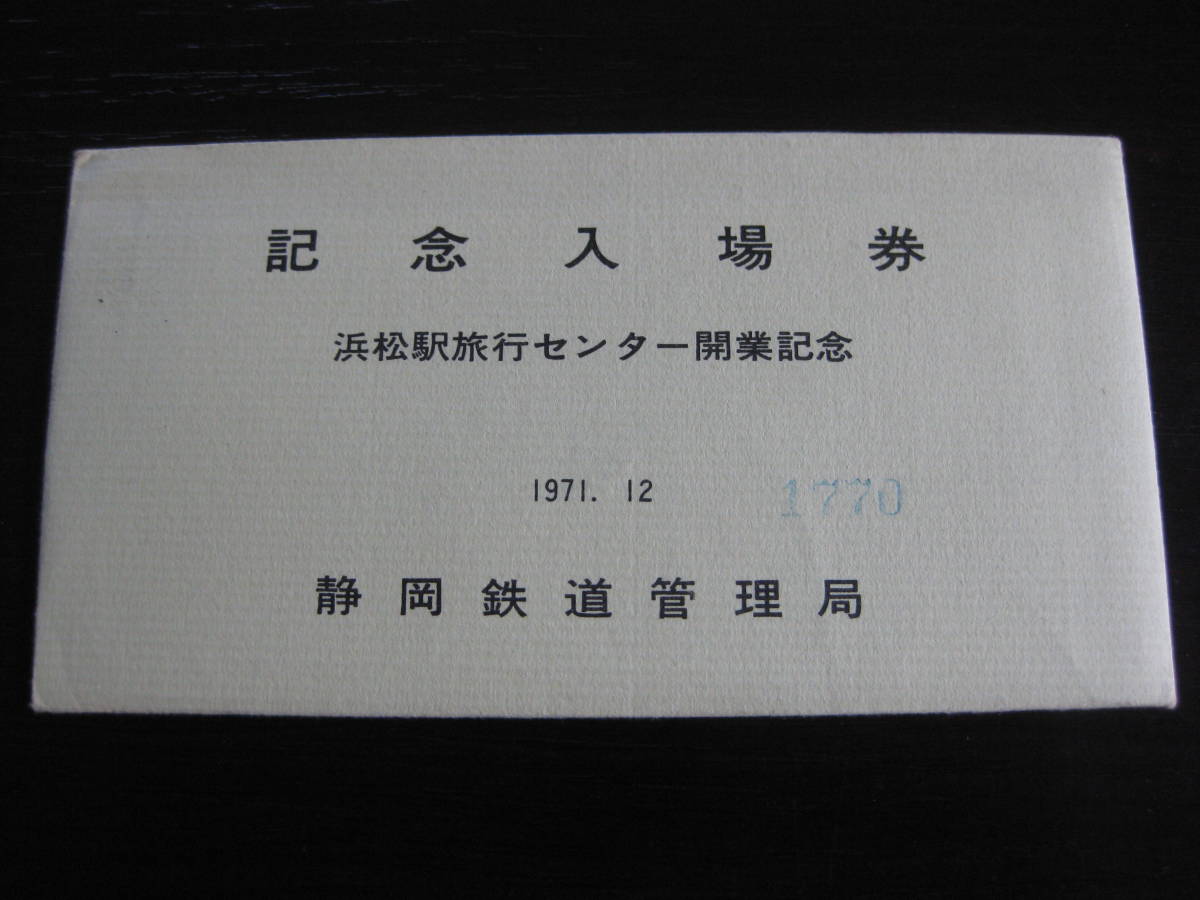 記念入場券
浜松駅旅行センター開業記念
1971. 12 1770
静岡鉄道管理局